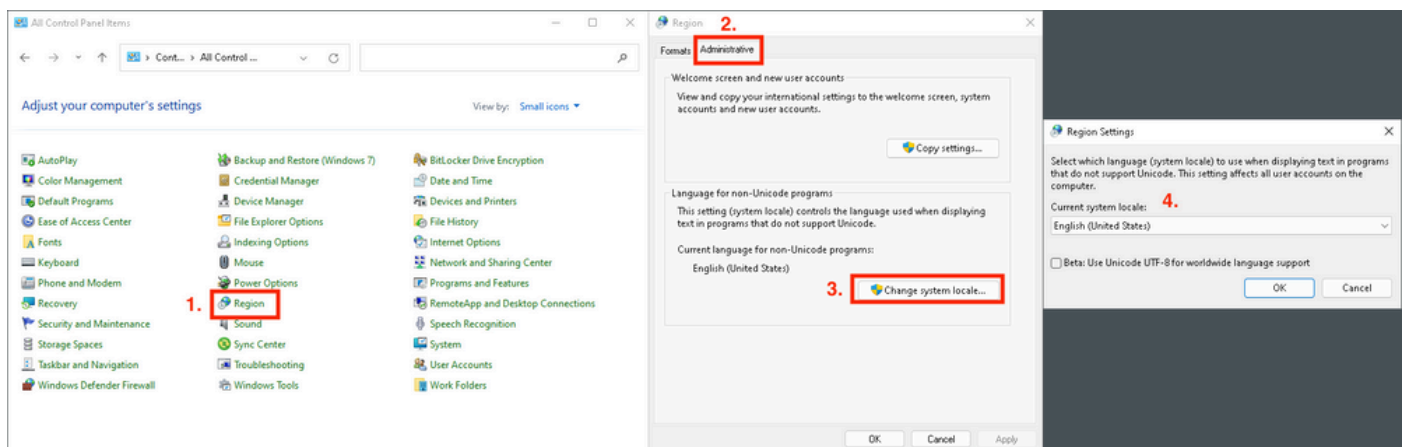 All Control Panel Items
Cont... › All Control ...
Adjust your computer's settings
View by: Small icons
AutoPlay
Backup and Restore (Windows 7)
BitLocker Drive Encryption
Color Management
Credential Manager
Date and Time
Default Programs
Device Manager
Devices and Printers
Ease of Access Center
File Explorer Options
File History
Fonts
Indexing Options
Internet Options
Keyboard
Mouse
Network and Sharing Center
Phone and Modem
Power Options
Programs and Features
Recovery
1.
Region
RemoteApp and Desktop Connections
Security and Maintenance
Sound
Speech Recognition
Storage Spaces
Sync Center
System
Taskbar and Navigation
Troubleshooting
User Accounts
Windows Defender Firewall
Windows Tools
Work Folders
Region
2.
Formats
Administrative
Welcome screen and new user accounts
View and copy your international settings to the welcome screen, system
accounts and new user accounts.
Copy settings...
Language for non-Unicode programs
This setting (system locale) controls the language used when displaying
text in programs that do not support Unicode.
Current language for non-Unicode programs:
English (United States)
3.
Change system locale...
OK
Cancel
Apply
Region Settings
Select which language (system locale) to use when displaying text in programs
that do not support Unicode. This setting affects all user accounts on the
computer.
4.
Current system locale:
English (United States)
Beta: Use Unicode UTF-8 for worldwide language support
OK
Cancel